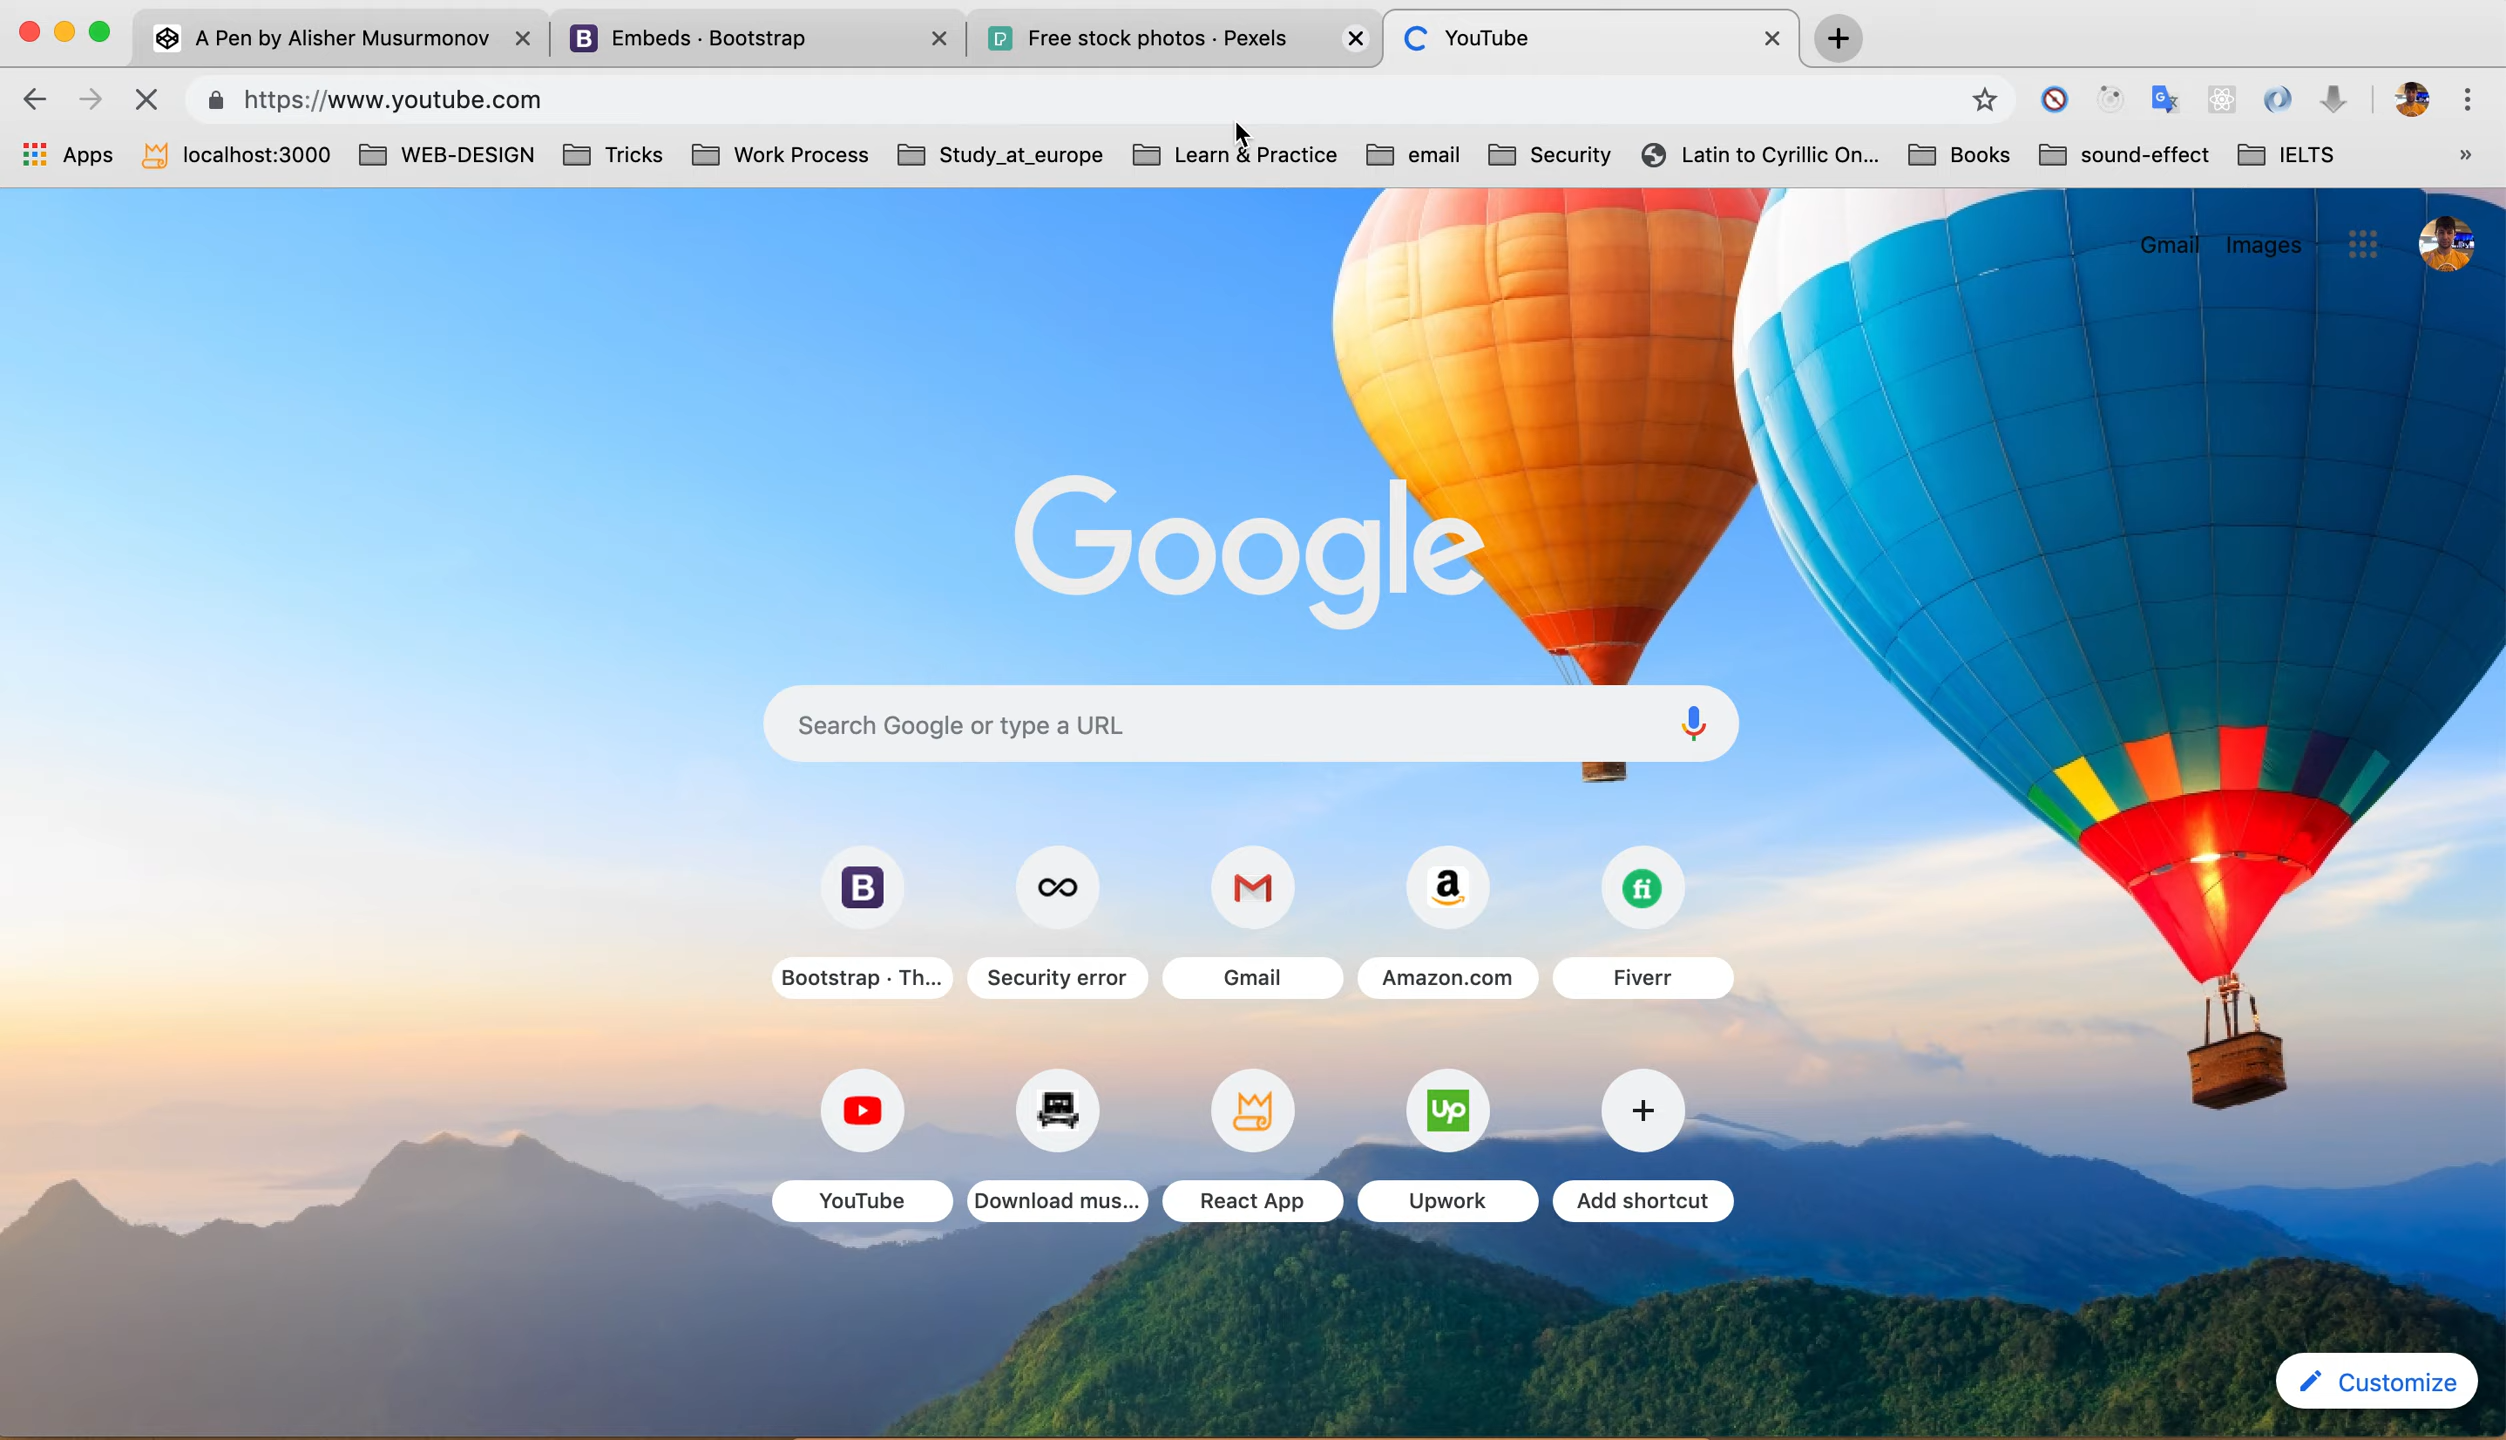 A Pen by Alisher Musurmonov
Embeds · Bootstrap
Free stock photos · Pexels
YouTube
https://www.youtube.com
Apps
localhost:3000
WEB-DESIGN
Tricks
Work Process
Study_at_europe
Learn & Practice
email
Security
Latin to Cyrillic On...
Books
sound-effect
IELTS
»
Gmail
Images
Google
Search Google or type a URL
Bootstrap · Th...
Security error
Gmail
Amazon.com
Fiverr
YouTube
Download mus...
React App
Upwork
Add shortcut
Customize